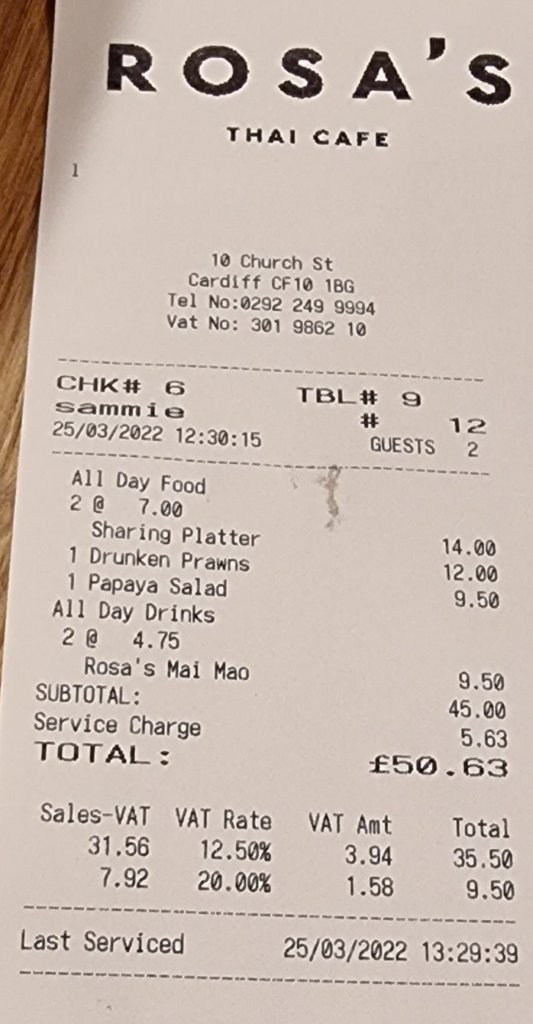 ROSA'S
THAI CAFE
1
10 Church St
Cardiff CF10 1BG
Tel No:0292 249 9994
Vat No: 301 9862 10
CHK# 6 TBL# 9
sammie # 12
25/03/2022 12:30:15 GUESTS 2
All Day Food
2 @ 7.00
Sharing Platter 14.00
1 Drunken Prawns 12.00
1 Papaya Salad 9.50
All Day Drinks
2 @ 4.75
Rosa's Mai Mao 9.50
SUBTOTAL: 45.00
Service Charge 5.63
TOTAL: £50.63
Sales-VAT VAT Rate VAT Amt Total
31.56 12.50% 3.94 35.50
7.92 20.00% 1.58 9.50
Last Serviced 25/03/2022 13:29:39